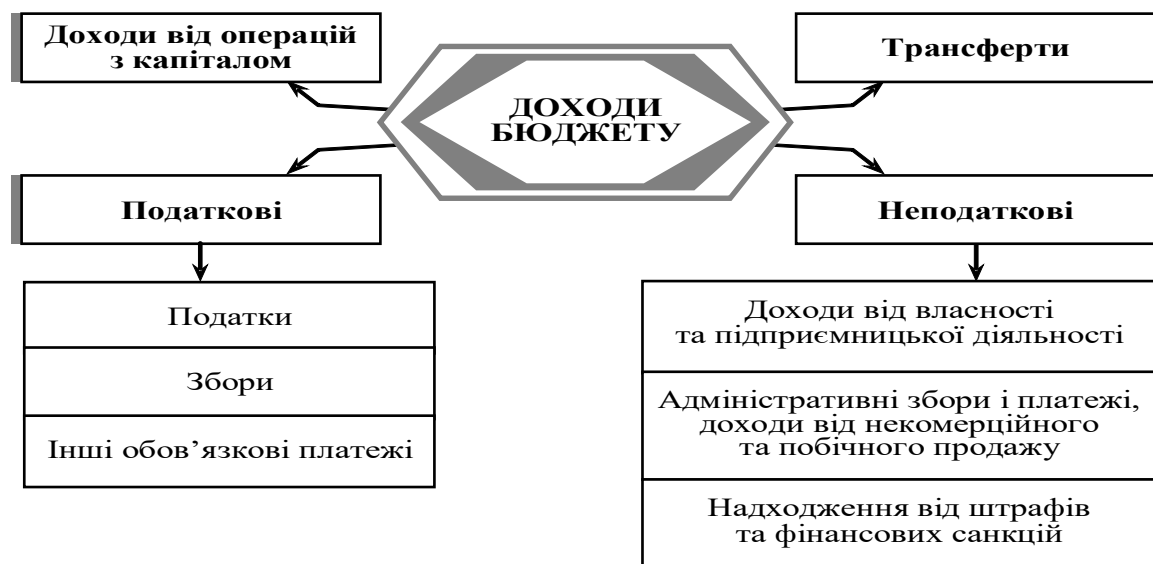 Доходи від операцій
з капіталом
Трансферти
ДОХОДИ
БЮДЖЕТУ
Податкові
Неподаткові
Податки
Збори
Інші обов’язкові платежі
Доходи від власності
та підприємницької діяльності
Адміністративні збори і платежі,
доходи від некомерційного
та побічного продажу
Надходження від штрафів
та фінансових санкцій